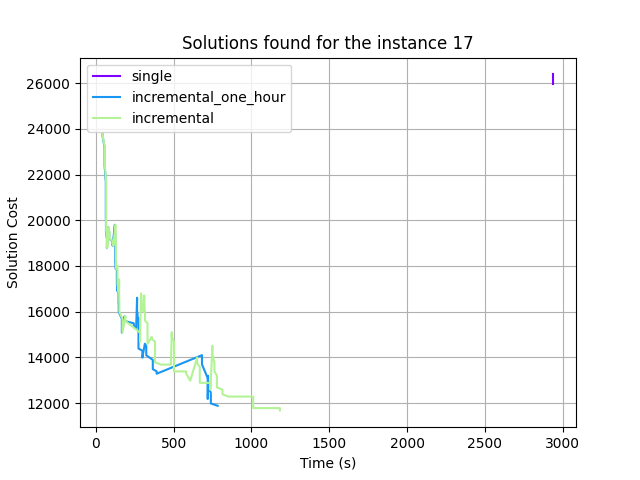 Solutions found for the instance 17
single
incremental_one_hour
incremental
26000
24000
22000
20000
18000
16000
14000
12000
Solution Cost
0 500 1000 1500 2000 2500 3000
Time (s)